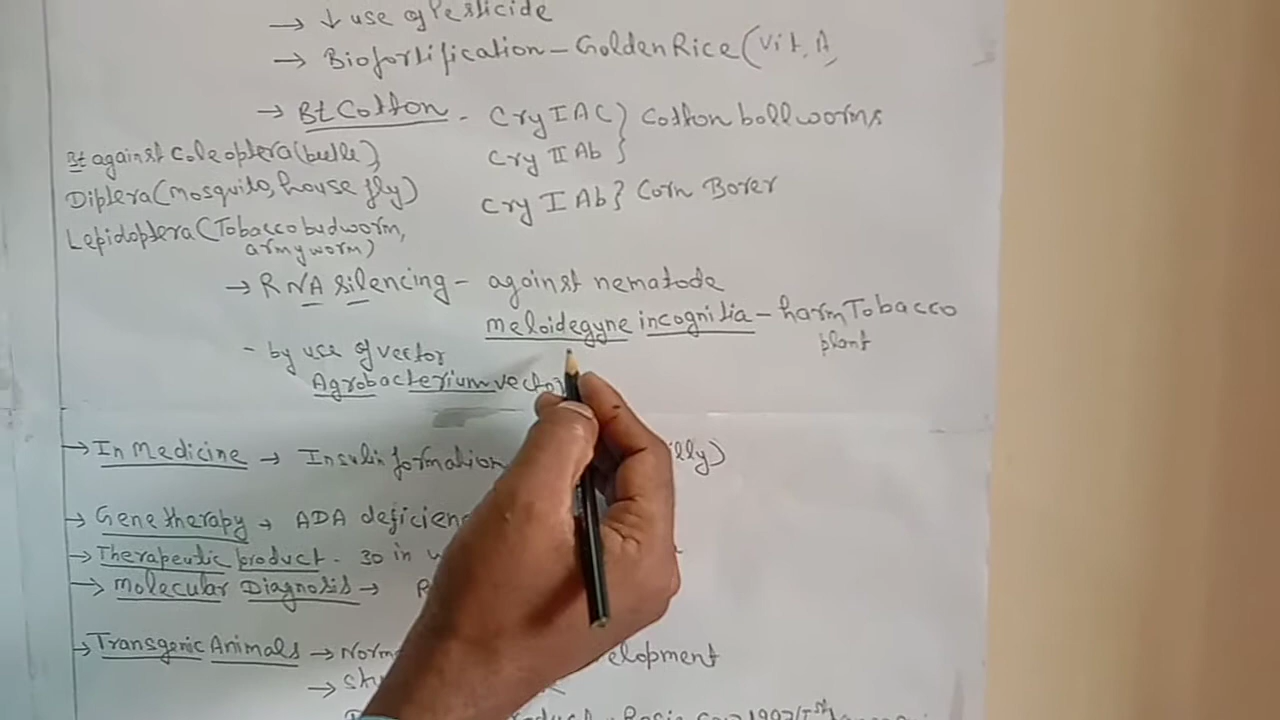 → ↓ use of Pesticide
→ Biofortification - Golden Rice (Vit. A
→ Bt Cotton - Cry I AC } Cotton bollworms
Cry II Ab }
Bt against Coleoptera (beetle)
Diptera (Mosquito, house fly) Cry I Ab } Corn Borer
Lepidoptera (Tobacco budworm,
armyworm)
→ RNA silencing - against nematode
meloidegyne incognitia - harm Tobacco
plant
- by use of vector
Agrobacterium vector
→ In Medicine → Insulin formation lly)
→ Gene therapy → ADA deficien
→ Therapeutic product - 30 in
→ Molecular Diagnosis →
→ Transgenic Animals → Norm elopment
→ Stu